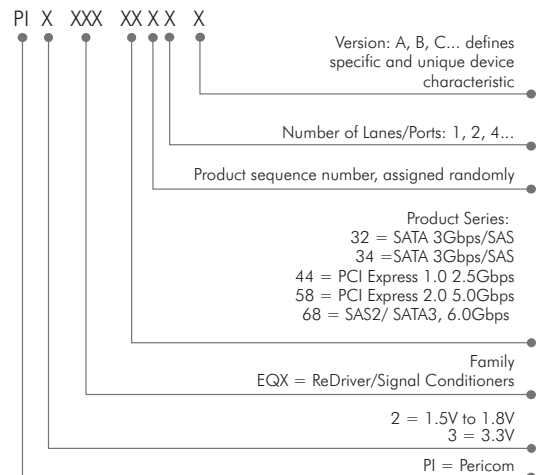 PI X XXX XX X X X
Version: A, B, C... defines
specific and unique device
characteristic
Number of Lanes/Ports: 1, 2, 4...
Product sequence number, assigned randomly
Product Series:
32 = SATA 3Gbps/SAS
34 =SATA 3Gbps/SAS
44 = PCI Express 1.0 2.5Gbps
58 = PCI Express 2.0 5.0Gbps
68 = SAS2/ SATA3, 6.0Gbps
Family
EQX = ReDriver/Signal Conditioners
2 = 1.5V to 1.8V
3 = 3.3V
PI = Pericom